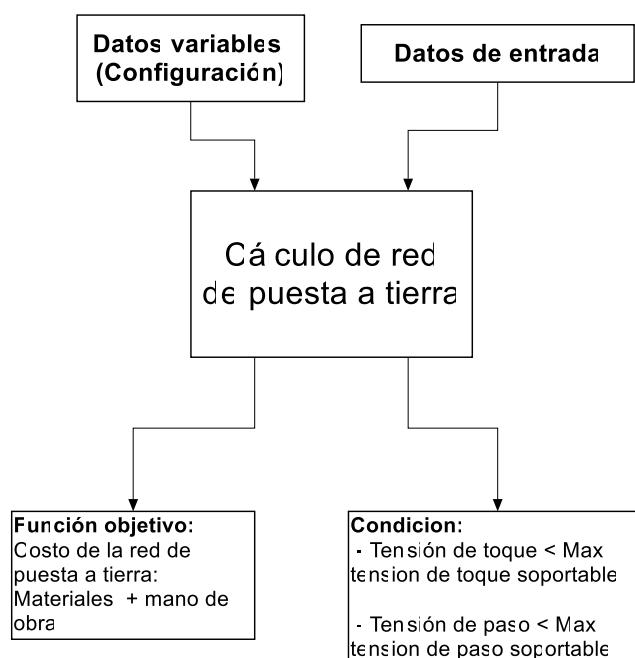 Datos variables
(Configuración)
Datos de entrada
Cálculo de red
de puesta a tierra
Función objetivo:
Costo de la red de
puesta a tierra:
Materiales + mano de
obra
Condicion:
- Tensión de toque < Max
tension de toque soportable
- Tensión de paso < Max
tension de paso soportable